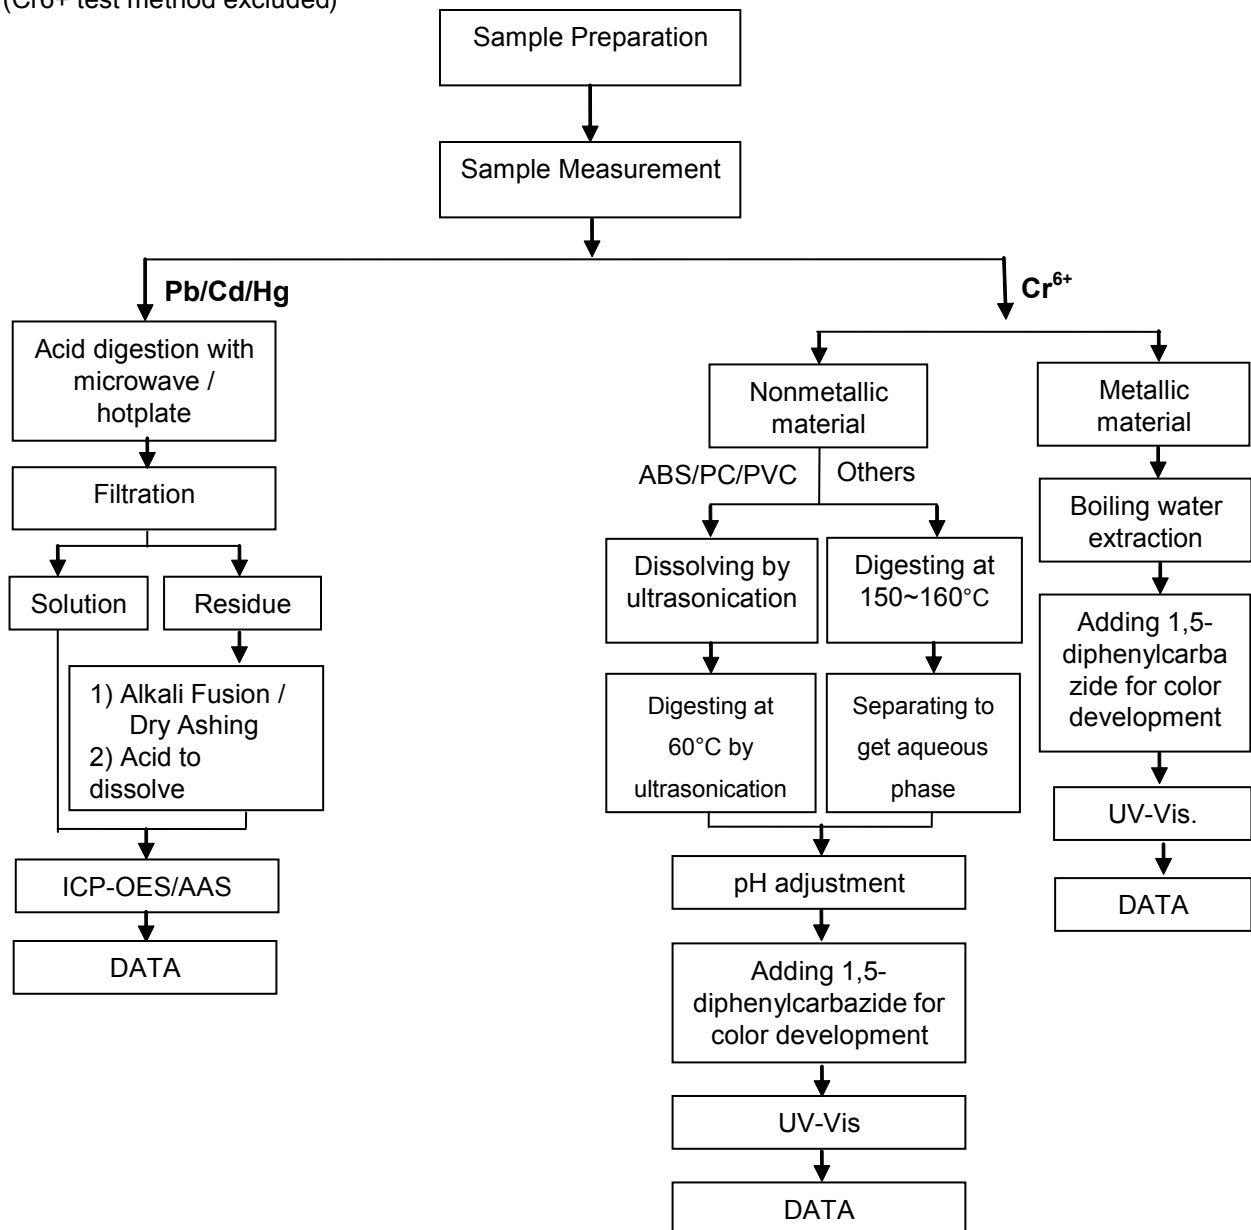 (Cr6+ test method excluded)
Sample Preparation
Sample Measurement
Pb/Cd/Hg
Acid digestion with
microwave /
hotplate
Filtration
Solution
Residue
1) Alkali Fusion /
Dry Ashing
2) Acid to
dissolve
ICP-OES/AAS
DATA
Cr6+
Nonmetallic
material
ABS/PC/PVC
Others
Dissolving by
ultrasonication
Digesting at
150~160°C
Digesting at
60°C by
ultrasonication
Separating to
get aqueous
phase
pH adjustment
Adding 1,5-
diphenylcarbazide for
color development
UV-Vis
DATA
Metallic
material
Boiling water
extraction
Adding 1,5-
diphenylcarba
zide for color
development
UV-Vis.
DATA